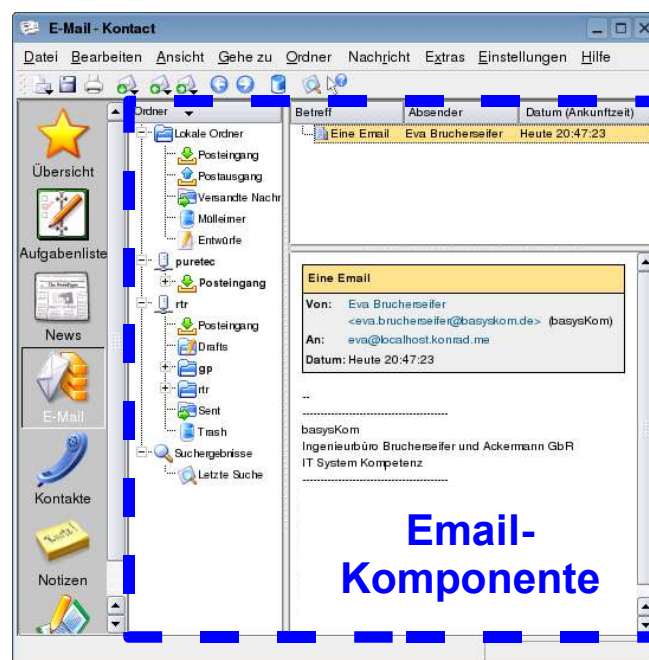 E-Mail - Kontact
Datei Bearbeiten Ansicht Gehe zu Ordner Nachricht Extras Einstellungen Hilfe
Übersicht
Aufgabenliste
News
E-Mail
Kontakte
Notizen
Ordner
Lokale Ordner
Posteingang
Postausgang
Versandte Nachr
Mülleimer
Entwürfe
puretec
Posteingang
rtr
Posteingang
Drafts
gp
rtr
Sent
Trash
Suchergebnisse
Letzte Suche
Betreff Absender Datum (Ankunftzeit)
Eine Email Eva Brucherseifer Heute 20:47:23
Eine Email
Von: Eva Brucherseifer
<eva.brucherseifer@basyskom.de> (basysKom)
An: eva@localhost.konrad.me
Datum: Heute 20:47:23
--
----------------------------------------
basysKom
Ingenieurbüro Brucherseifer und Ackermann GbR
IT System Kompetenz
----------------------------------------
Email-
Komponente